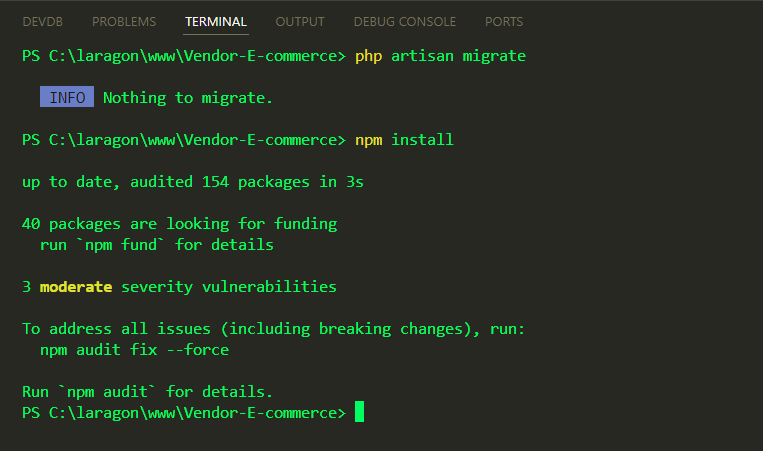 DEVDB PROBLEMS TERMINAL OUTPUT DEBUG CONSOLE PORTS
PS C:\laragon\www\Vendor-E-commerce> php artisan migrate
INFO Nothing to migrate.
PS C:\laragon\www\Vendor-E-commerce> npm install
up to date, audited 154 packages in 3s
40 packages are looking for funding
run `npm fund` for details
3 moderate severity vulnerabilities
To address all issues (including breaking changes), run:
npm audit fix --force
Run `npm audit` for details.
PS C:\laragon\www\Vendor-E-commerce>